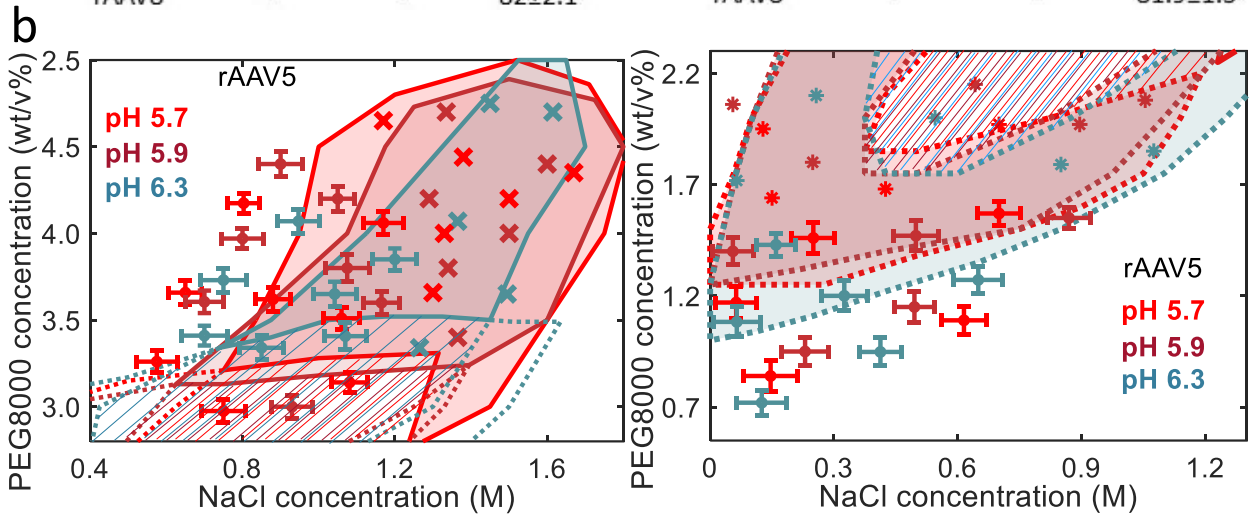 b
PEG8000 concentration (wt/v%)
2.5
4.5
4.0
3.5
3.0
rAAV5
pH 5.7
pH 5.9
pH 6.3
0.4
0.8
1.2
1.6
NaCl concentration (M)
PEG8000 concentration (wt/v%)
2.2
1.7
1.2
0.7
rAAV5
pH 5.7
pH 5.9
pH 6.3
0
0.3
0.6
0.9
1.2
NaCl concentration (M)